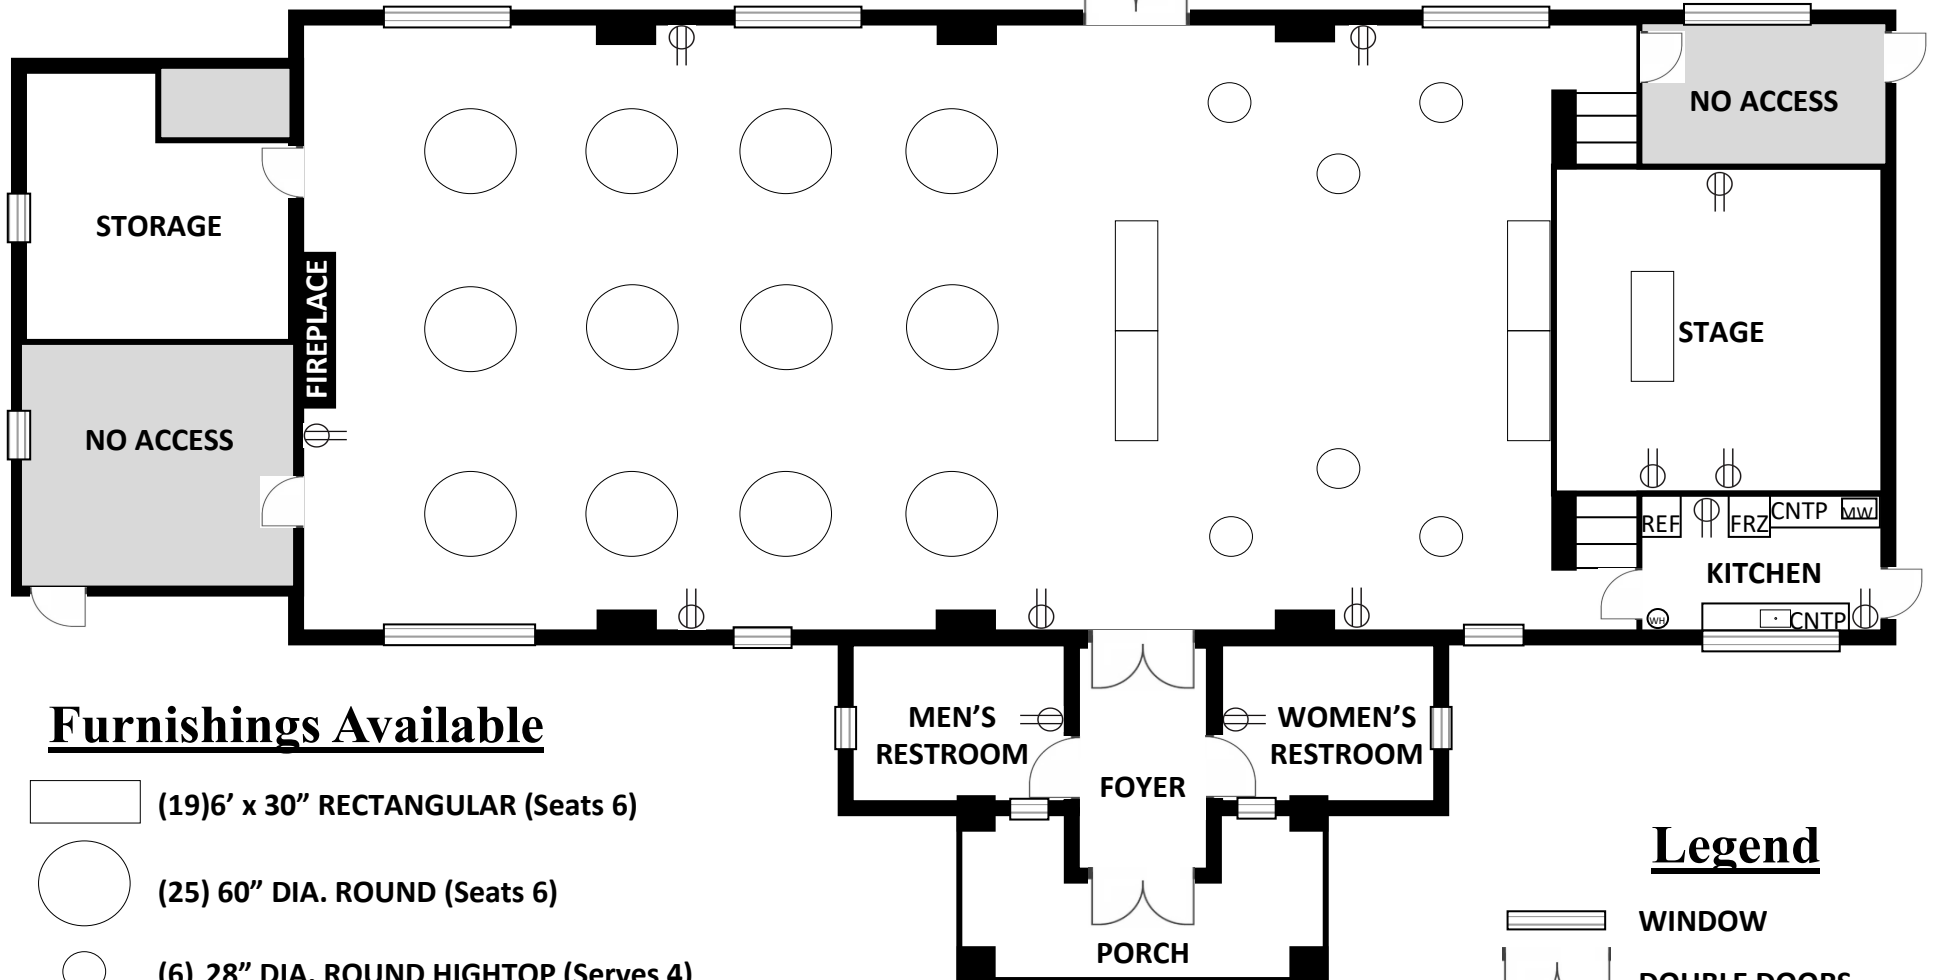 NO ACCESS
STORAGE
FIREPLACE
STAGE
NO ACCESS
REF
FRZ
CNTP
MW
KITCHEN
WH
CNTP
MEN’S
RESTROOM
WOMEN’S
RESTROOM
FOYER
PORCH
Furnishings Available
(19)6’ x 30” RECTANGULAR (Seats 6)
(25) 60” DIA. ROUND (Seats 6)
(6) 28” DIA. ROUND HIGHTOP (Serves 4)
Legend
WINDOW
DOUBLE DOORS